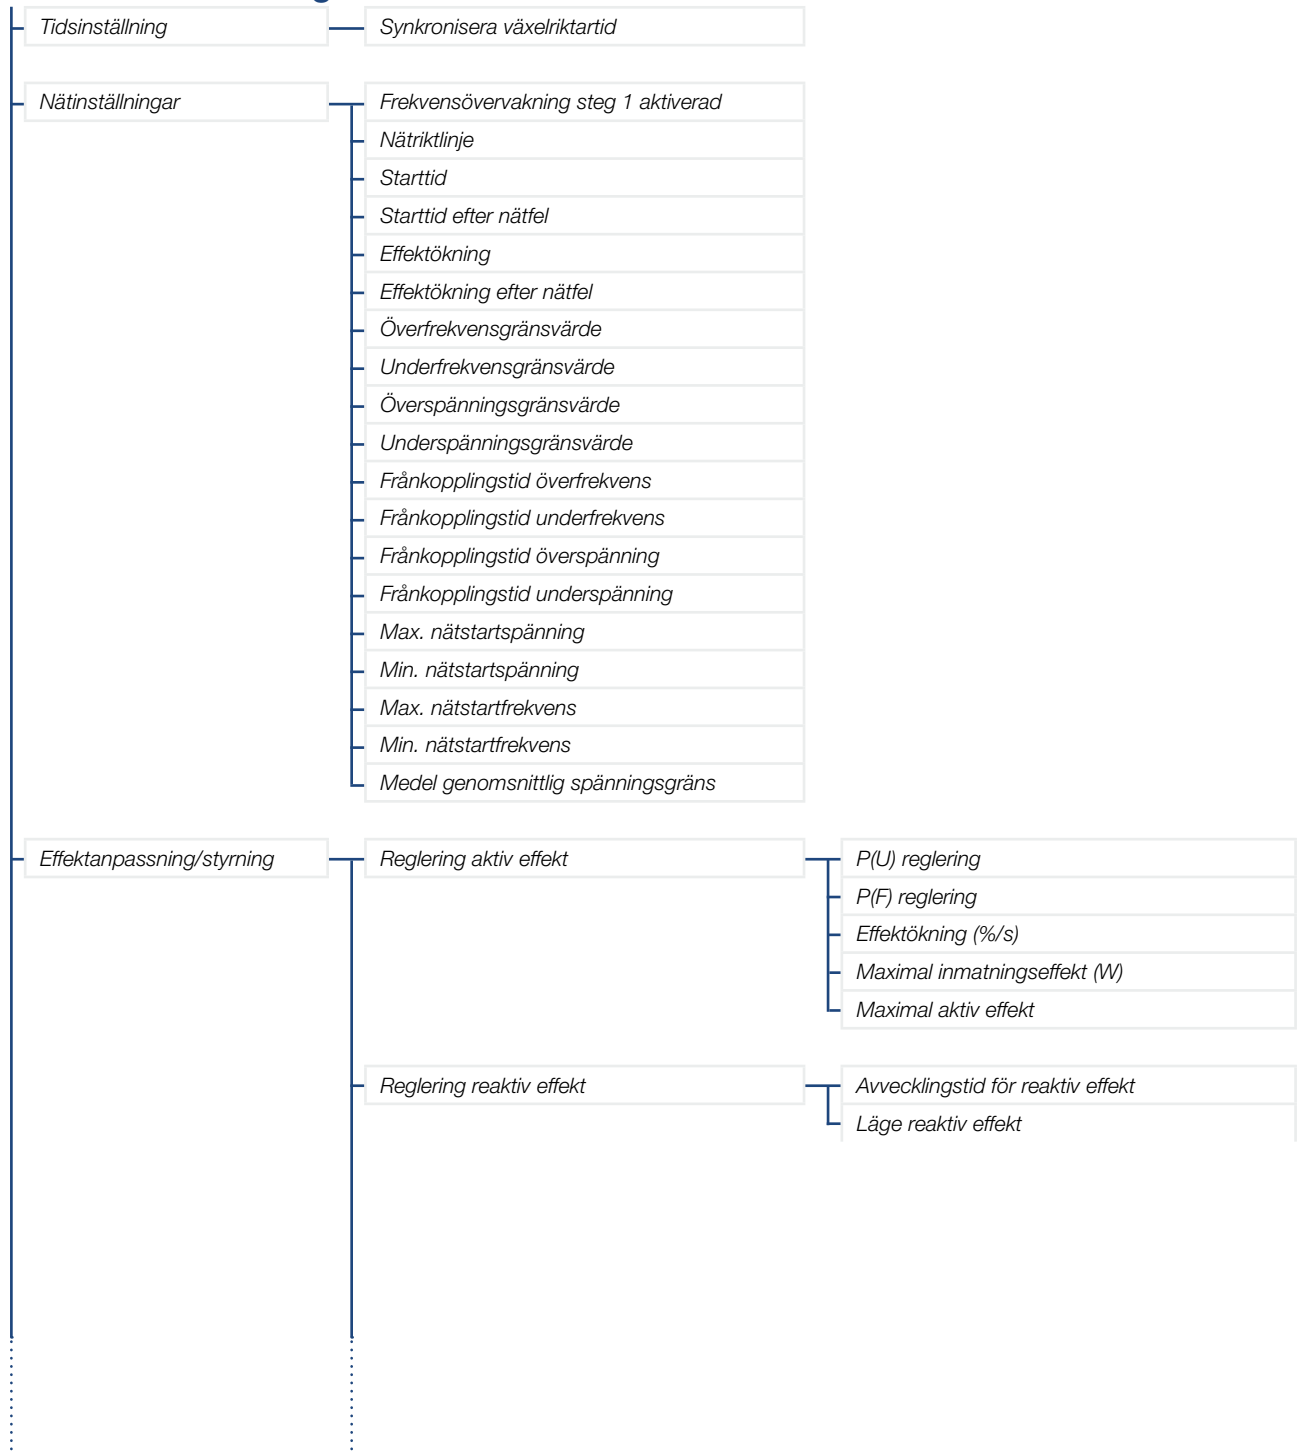 Tidsinställning
Synkronisera växelriktartid
Nätinställningar
Frekvensövervakning steg 1 aktiverad
Nätriktlinje
Starttid
Starttid efter nätfel
Effektökning
Effektökning efter nätfel
Överfrekvensgränsvärde
Underfrekvensgränsvärde
Överspänningsgränsvärde
Underspänningsgränsvärde
Frånkopplingstid överfrekvens
Frånkopplingstid underfrekvens
Frånkopplingstid överspänning
Frånkopplingstid underspänning
Max. nätstartspänning
Min. nätstartspänning
Max. nätstartfrekvens
Min. nätstartfrekvens
Medel genomsnittlig spänningsgräns
Effektanpassning/styrning
Reglering aktiv effekt
P(U) reglering
P(F) reglering
Effektökning (%/s)
Maximal inmatningseffekt (W)
Maximal aktiv effekt
Reglering reaktiv effekt
Avvecklingstid för reaktiv effekt
Läge reaktiv effekt